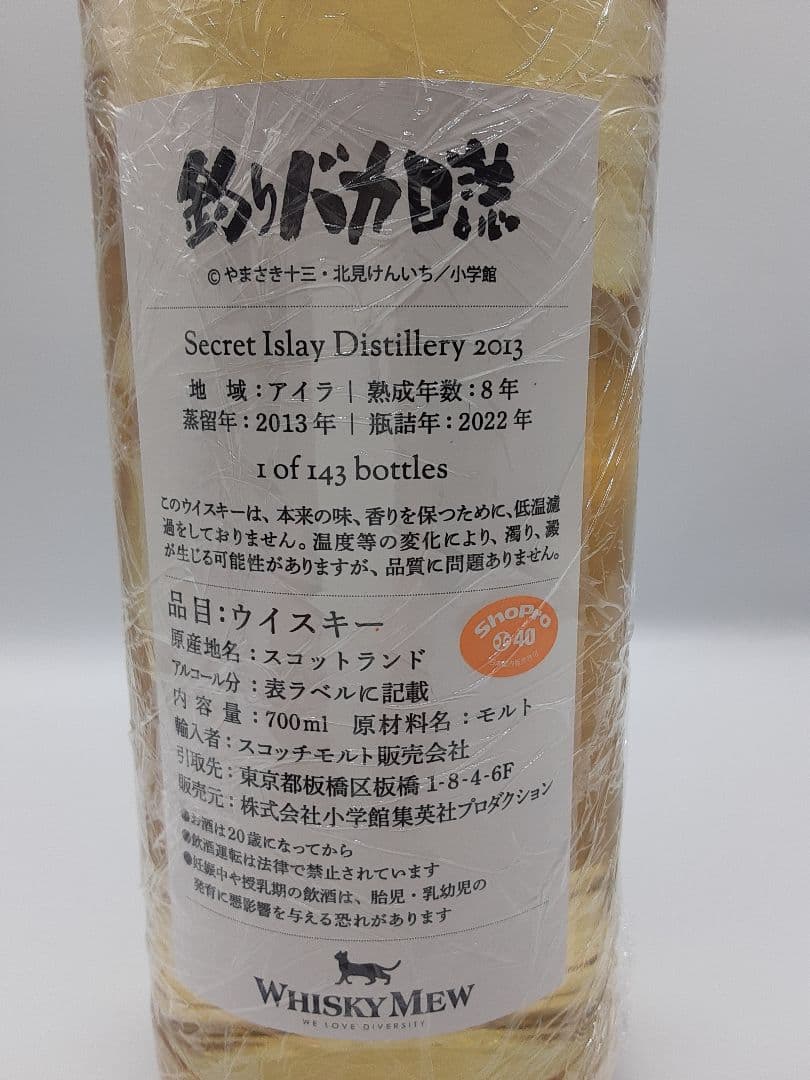 釣りバカ日誌
©やまさき十三・北見けんいち/小学館
Secret Islay Distillery 2013
地域:アイラ | 熟成年数:8年
蒸留年:2013年 | 瓶詰年:2022年
1 of 143 bottles
このウイスキーは、本来の味、香りを保つために、低温濾
過をしておりません。温度等の変化により、濁り、澱
が生じる可能性がありますが、品質に問題ありません。
品目:ウイスキー
原産地名:スコットランド
アルコール分:表ラベルに記載
内容量:700ml 原材料名:モルト
輸入者:スコッチモルト販売会社
引取先:東京都板橋区板橋1-8-4-6F
販売元:株式会社小学館集英社プロダクション
ShoPro
40
●お酒は20歳になってから
●飲酒運転は法律で禁止されています
●妊娠中や授乳期の飲酒は、胎児・乳幼児の
発育に悪影響を与える恐れがあります
WHISKY MEW
WE LOVE DIVERSITY